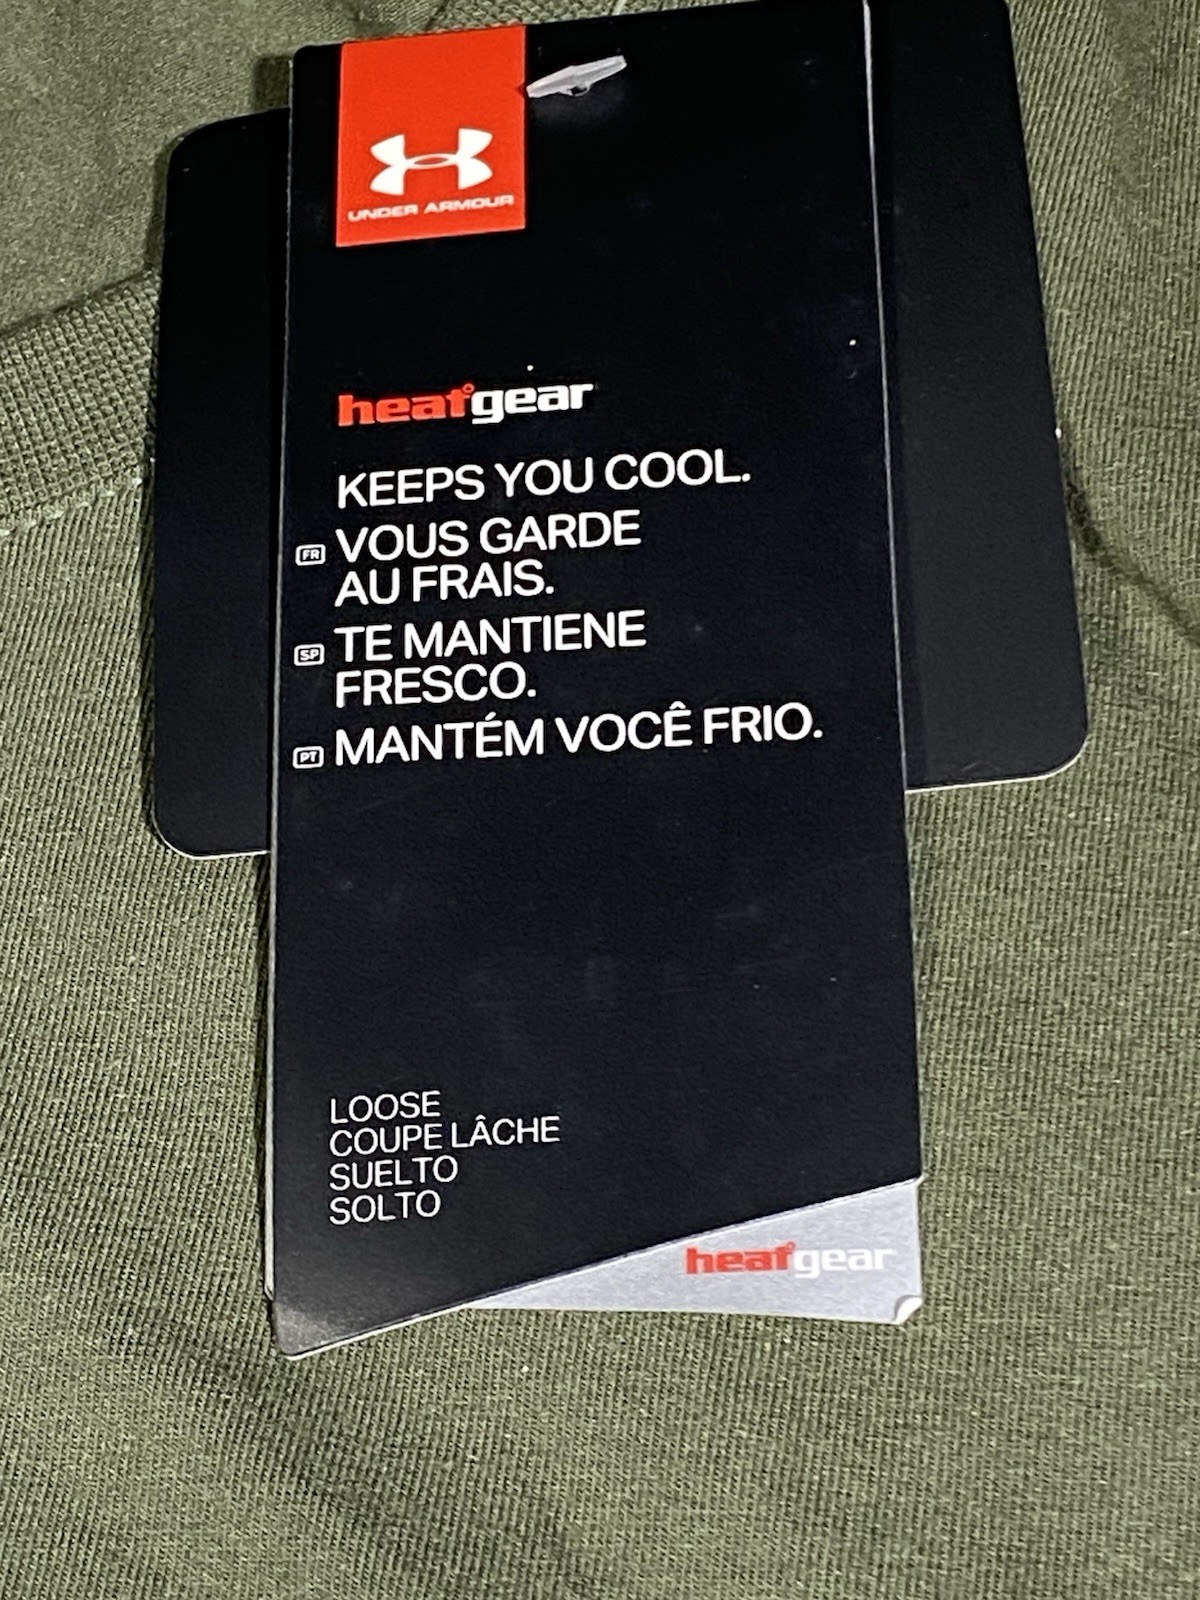 UNDER ARMOUR
heatgear
KEEPS YOU COOL.
FR VOUS GARDE
AU FRAIS.
SP TE MANTIENE
FRESCO.
PT MANTÉM VOCÊ FRIO.
LOOSE
COUPE LÂCHE
SUELTO
SOLTO
heatgear